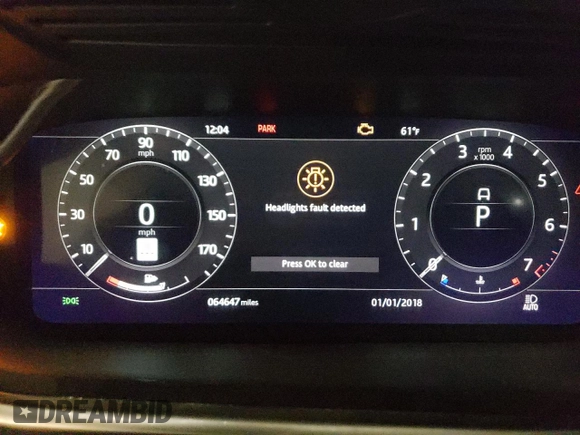 12:04 PARK 61°F
90
mph
70 110
50 130
30 150
10 170
0
mph
Headlights fault detected
Press OK to clear
rpm
x 1000
0 1 2 3 4 5 6 7
A
P
064647 miles
01/01/2018
AUTO
DREAMBID